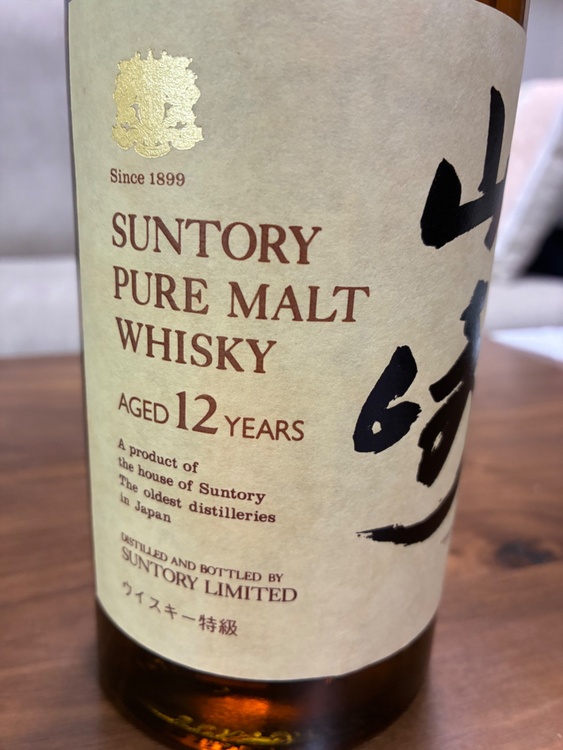 Since 1899
SUNTORY
PURE MALT
WHISKY
AGED 12 YEARS
A product of
the house of Suntory
The oldest distilleries
in Japan
DISTILLED AND BOTTLED BY
SUNTORY LIMITED
ウイスキー特級
山
崎